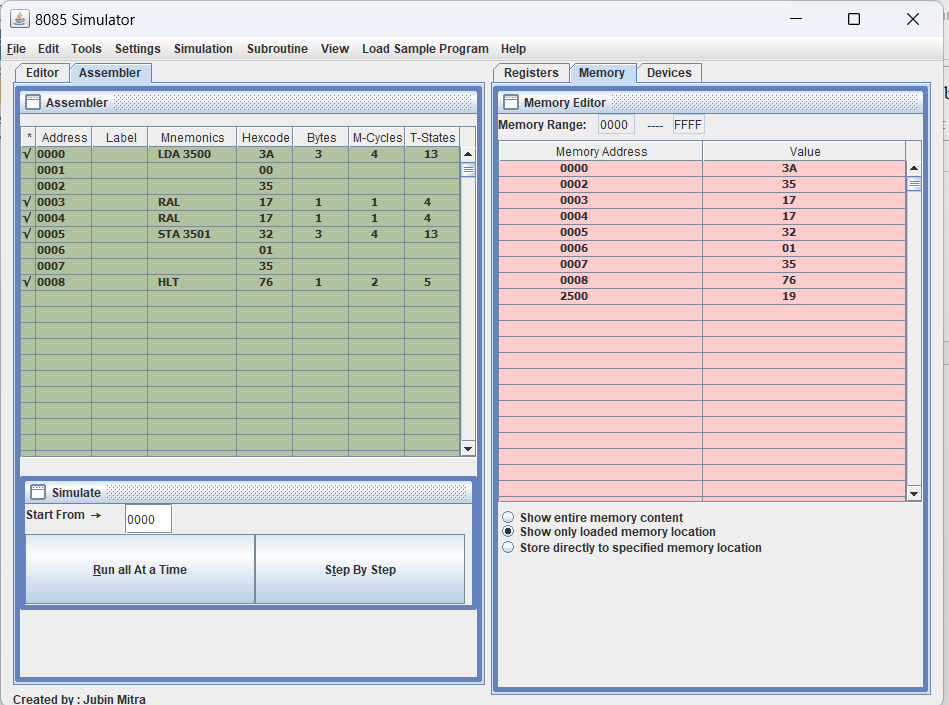 8085 Simulator
File Edit Tools Settings Simulation Subroutine View Load Sample Program Help
Editor Assembler
Assembler
* Address Label Mnemonics Hexcode Bytes M-Cycles T-States
√ 0000 LDA 3500 3A 3 4 13
0001 00
0002 35
√ 0003 RAL 17 1 1 4
√ 0004 RAL 17 1 1 4
√ 0005 STA 3501 32 3 4 13
0006 01
0007 35
√ 0008 HLT 76 1 2 5
Simulate
Start From → 0000
Run all At a Time Step By Step
Created by : Jubin Mitra
Registers Memory Devices
Memory Editor
Memory Range: 0000 ---- FFFF
Memory Address Value
0000 3A
0002 35
0003 17
0004 17
0005 32
0006 01
0007 35
0008 76
2500 19
Show entire memory content
Show only loaded memory location
Store directly to specified memory location